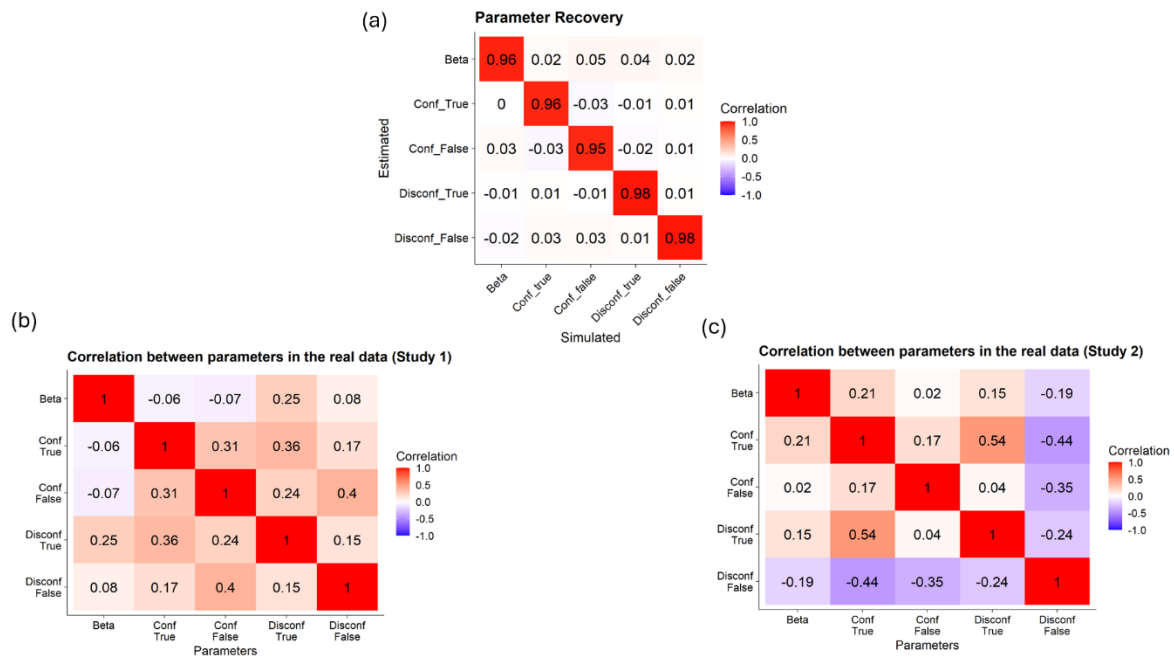 (a)
Parameter Recovery
Estimated
Beta 0.96 0.02 0.05 0.04 0.02
Conf_True 0 0.96 -0.03 -0.01 0.01
Conf_False 0.03 -0.03 0.95 -0.02 0.01
Disconf_True -0.01 0.01 -0.01 0.98 0.01
Disconf_False -0.02 0.03 0.03 0.01 0.98
Beta Conf_true Conf_false Disconf_true Disconf_false
Simulated
Correlation
1.0
0.5
0.0
-0.5
-1.0
(b)
Correlation between parameters in the real data (Study 1)
Beta 1 -0.06 -0.07 0.25 0.08
Conf
True -0.06 1 0.31 0.36 0.17
Conf
False -0.07 0.31 1 0.24 0.4
Disconf
True 0.25 0.36 0.24 1 0.15
Disconf
False 0.08 0.17 0.4 0.15 1
Beta Conf Conf Disconf Disconf
True False True False
Parameters
Correlation
1.0
0.5
0.0
-0.5
-1.0
(c)
Correlation between parameters in the real data (Study 2)
Beta 1 0.21 0.02 0.15 -0.19
Conf
True 0.21 1 0.17 0.54 -0.44
Conf
False 0.02 0.17 1 0.04 -0.35
Disconf
True 0.15 0.54 0.04 1 -0.24
Disconf
False -0.19 -0.44 -0.35 -0.24 1
Beta Conf Conf Disconf Disconf
True False True False
Parameters
Correlation
1.0
0.5
0.0
-0.5
-1.0